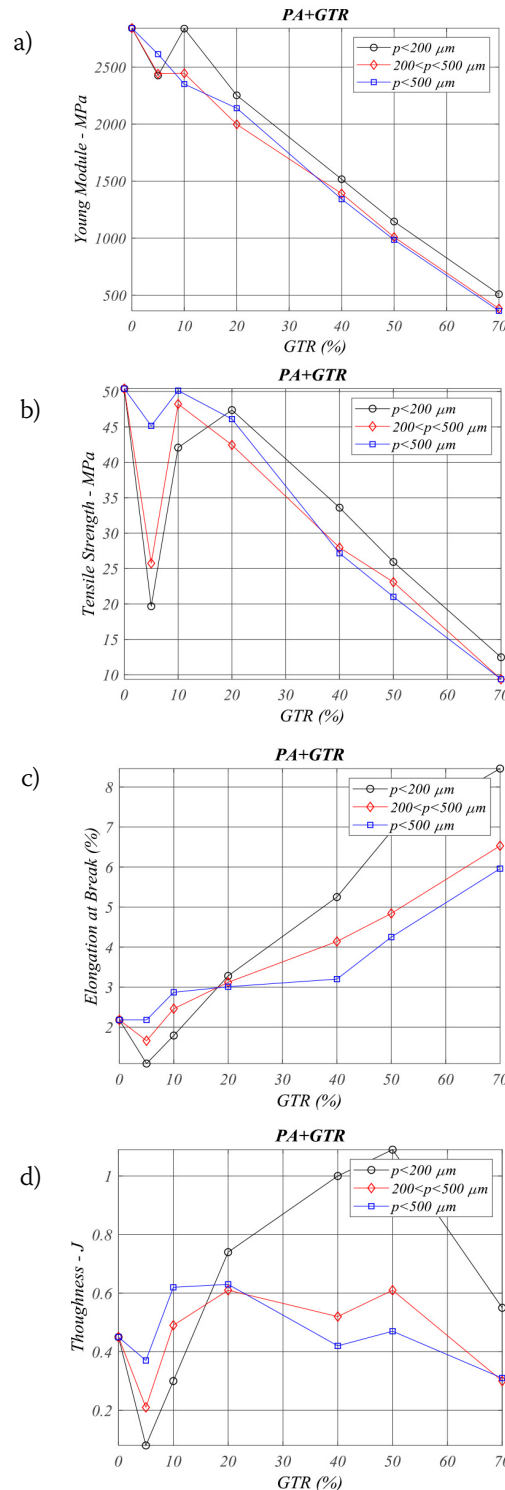 a)
PA+GTR
p<200 μm
200<p<500 μm
p<500 μm
2500
2000
1500
1000
500
Young Module - MPa
0 10 20 30 40 50 60 70
GTR (%)
b)
PA+GTR
p<200 μm
200<p<500 μm
p<500 μm
50
45
40
35
30
25
20
15
10
Tensile Strength - MPa
0 10 20 30 40 50 60 70
GTR (%)
c)
PA+GTR
p<200 μm
200<p<500 μm
p<500 μm
8
7
6
5
4
3
2
Elongation at Break (%)
0 10 20 30 40 50 60 70
GTR (%)
d)
PA+GTR
p<200 μm
200<p<500 μm
p<500 μm
1
0.8
0.6
0.4
0.2
Thoughness - J
0 10 20 30 40 50 60 70
GTR (%)